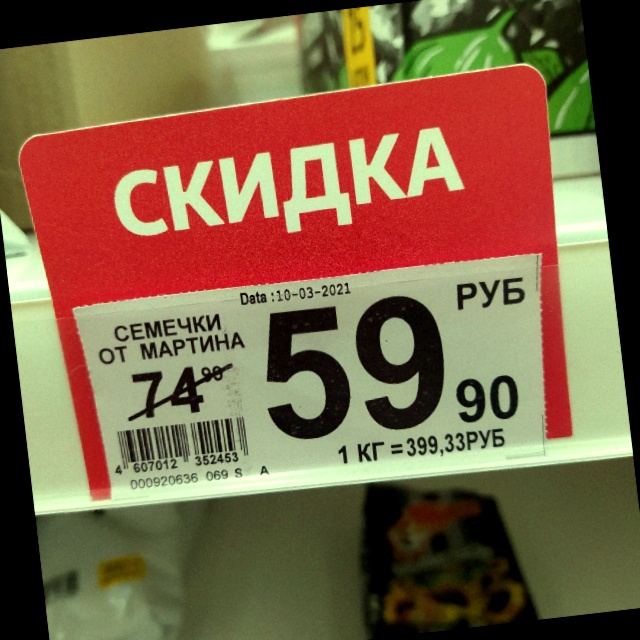 СКИДКА
Data :10-03-2021
СЕМЕЧКИ
ОТ МАРТИНА
74 90
59 90
РУБ
1 КГ =399,33РУБ
4 607012 352453
000920636 069 S A